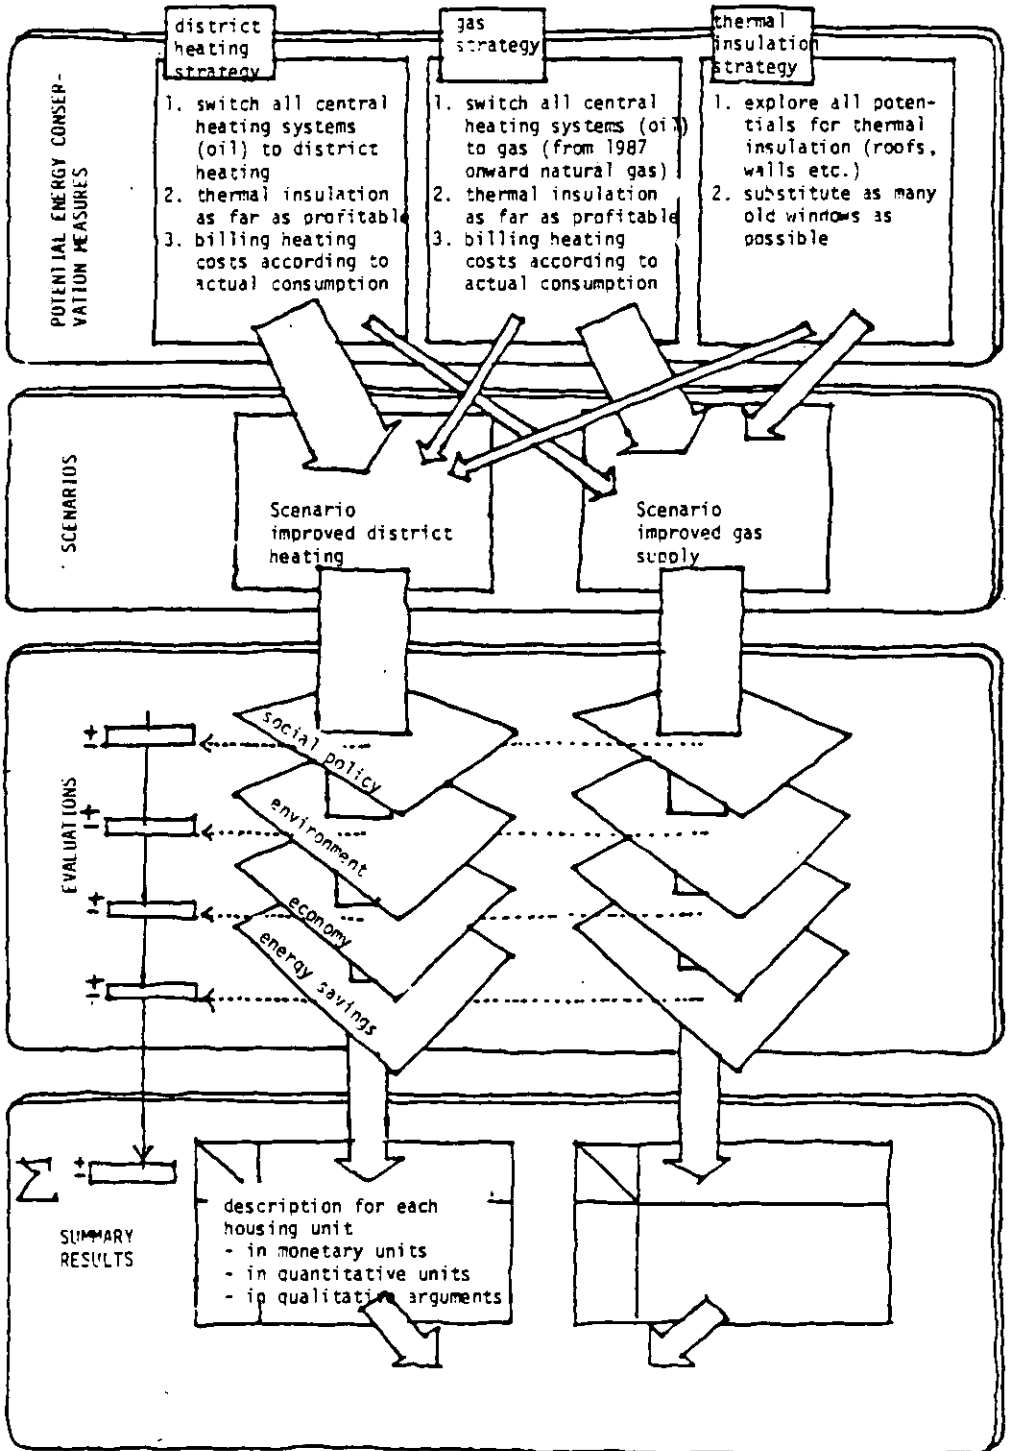 district
heating
strategy
gas
strategy
thermal
insulation
strategy
POTENTIAL ENERGY CONSER-
VATION MEASURES
1. switch all central
heating systems
(oil) to district
heating
2. thermal insulation
as far as profitable
3. billing heating
costs according to
actual consumption
1. switch all central
heating systems (oil)
to gas (from 1987
onward natural gas)
2. thermal insulation
as far as profitable
3. billing heating
costs according to
actual consumption
1. explore all poten-
tials for thermal
insulation (roofs,
walls etc.)
2. substitute as many
old windows as
possible
SCENARIOS
Scenario
improved district
heating
Scenario
improved gas
supply
EVALUATIONS
!+
!+
!+
!+
social policy
environment
economy
energy savings
Σ !+
SUMMARY
RESULTS
description for each
housing unit
- in monetary units
- in quantitative units
- in qualitative arguments